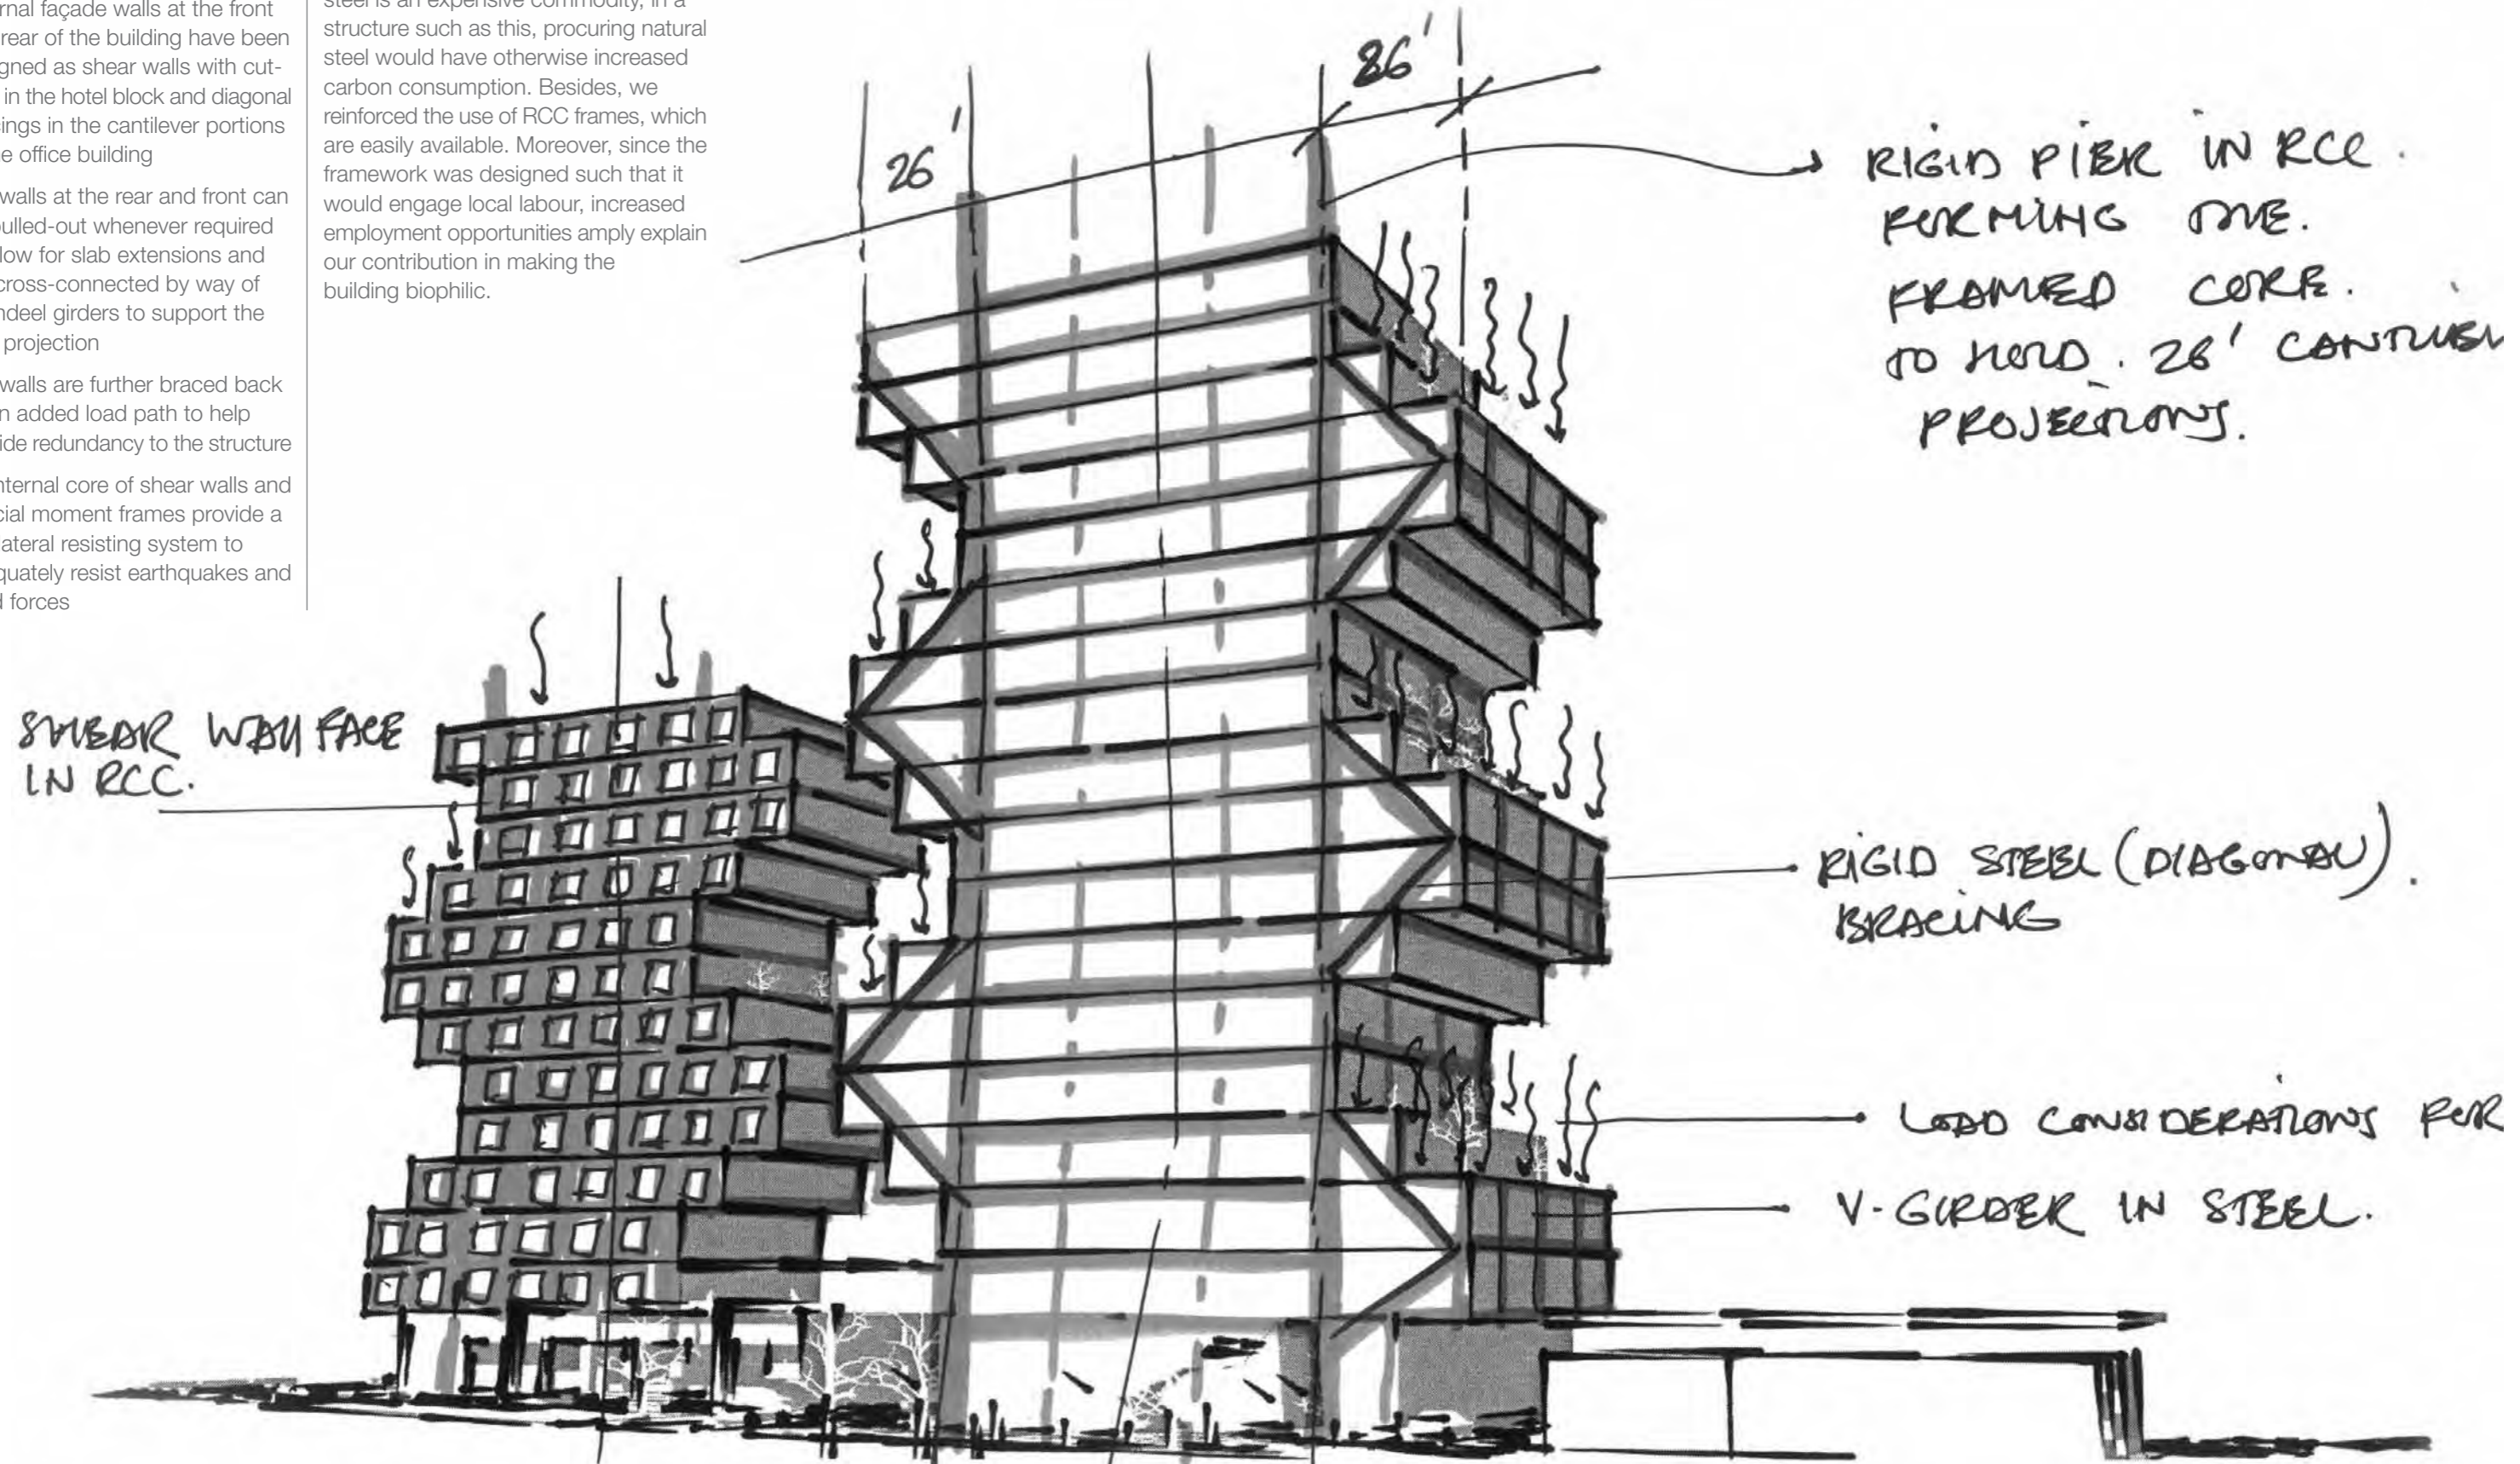 rnal façade walls at the front
rear of the building have been
gned as shear walls with cut-
in the hotel block and diagonal
ings in the cantilever portions
e office building
walls at the rear and front can
ulled-out whenever required
low for slab extensions and
cross-connected by way of
ndeel girders to support the
projection
walls are further braced back
n added load path to help
ide redundancy to the structure
nternal core of shear walls and
cial moment frames provide a
ateral resisting system to
quately resist earthquakes and
d forces
steel is an expensive commodity, in a
structure such as this, procuring natural
steel would have otherwise increased
carbon consumption. Besides, we
reinforced the use of RCC frames, which
are easily available. Moreover, since the
framework was designed such that it
would engage local labour, increased
employment opportunities amply explain
our contribution in making the
building biophilic.
26'
26'
RIGID PIER IN RCC.
FORMING
FRAMED CORE.
TO HOLD. 26' CANTILEV
PROJECTIONS.
SHEAR WALL FACE
IN RCC.
RIGID STEEL (DIAGONAL).
BRACING
LOAD CONSIDERATIONS FOR
V-GIRDER IN STEEL.